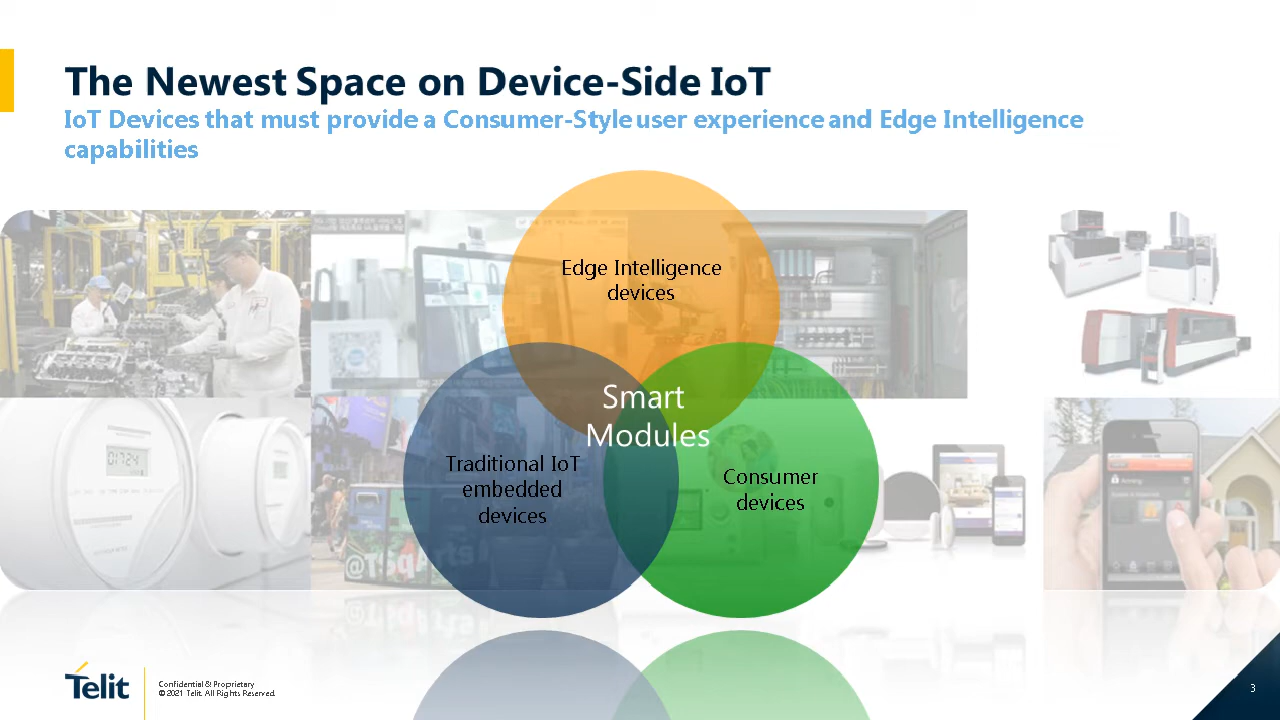 The Newest Space on Device-Side IoT
IoT Devices that must provide a Consumer-Style user experience and Edge Intelligence
capabilities
Edge Intelligence
devices
Smart
Modules
Traditional IoT
embedded
devices
Consumer
devices
01724
@TSqArts
Telit
Confidential & Proprietary
©2021 Telit. All Rights Reserved.
3